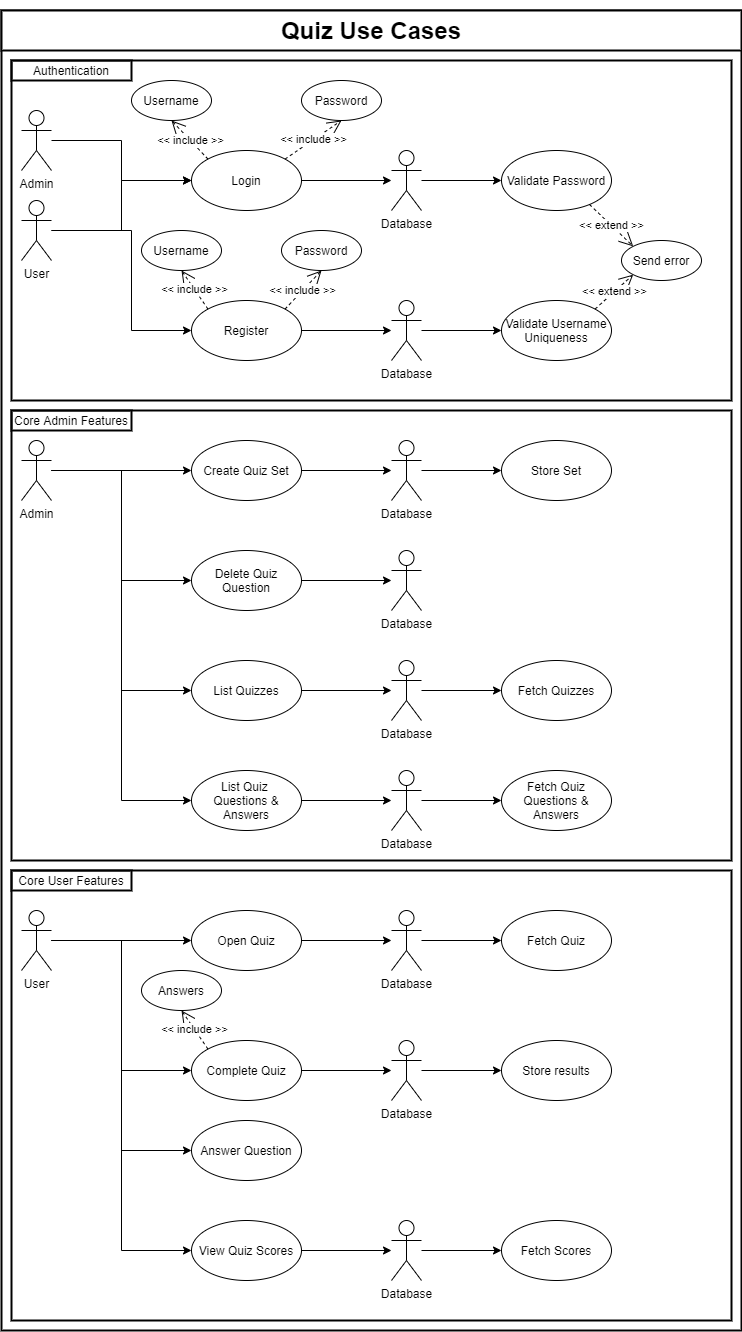 Quiz Use Cases
Authentication
Username
Password
<< include >>
<< include >>
Admin
Login
Database
Validate Password
<< extend >>
User
Username
Password
Send error
<< include >>
<< include >>
<< extend >>
Register
Database
Validate Username
Uniqueness
Core Admin Features
Admin
Create Quiz Set
Database
Store Set
Delete Quiz
Question
Database
List Quizzes
Database
Fetch Quizzes
List Quiz
Questions &
Answers
Database
Fetch Quiz
Questions &
Answers
Core User Features
User
Open Quiz
Database
Fetch Quiz
Answers
<< include >>
Complete Quiz
Database
Store results
Answer Question
View Quiz Scores
Database
Fetch Scores